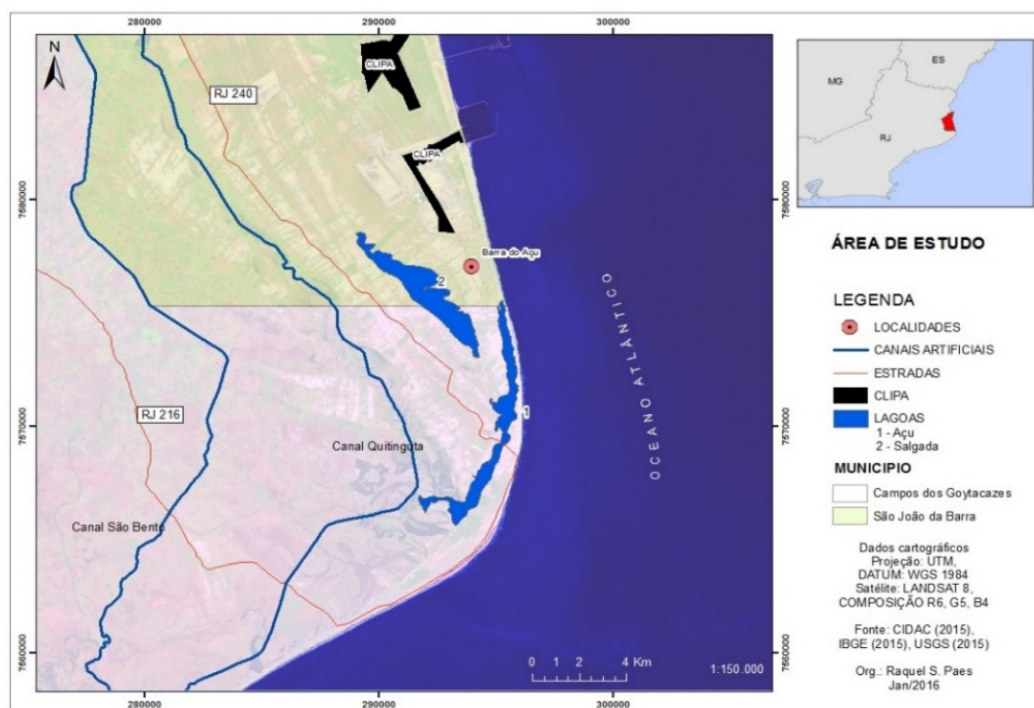 280000
290000
300000
N
CLIPA
RJ 240
CLIPA
7680000
7680000
Barra do Açu
2
OCEANO ATLÂNTICO
1
RJ 216
7670000
7670000
Canal Quitinguta
Canal São Bento
7660000
7660000
0 1 2 4 Km
1:150.000
280000
290000
300000
ES
MG
RJ
ÁREA DE ESTUDO
LEGENDA
LOCALIDADES
CANAIS ARTIFICIAIS
ESTRADAS
CLIPA
LAGOAS
1 - Açu
2 - Salgada
MUNICIPIO
Campos dos Goytacazes
São João da Barra
Dados cartográficos
Projeção: UTM,
DATUM: WGS 1984
Satélite: LANDSAT 8,
COMPOSIÇÃO R6, G5, B4
Fonte: CIDAC (2015),
IBGE (2015), USGS (2015)
Org.: Raquel S. Paes
Jan/2016